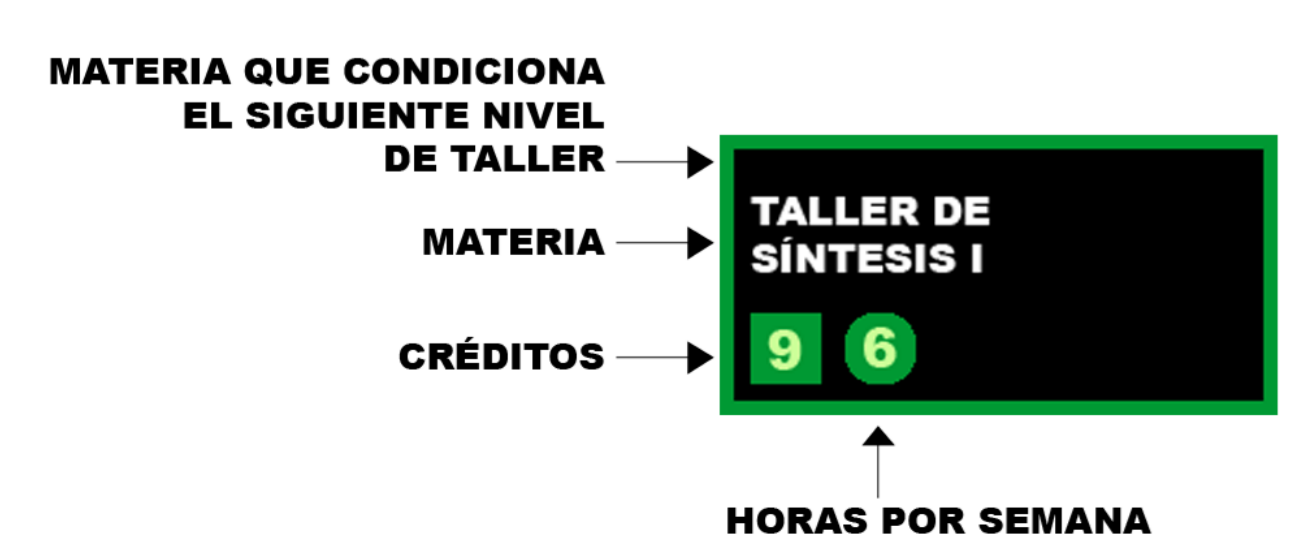 MATERIA QUE CONDICIONA
EL SIGUIENTE NIVEL
DE TALLER
MATERIA
CRÉDITOS
TALLER DE
SÍNTESIS I
9 6
HORAS POR SEMANA